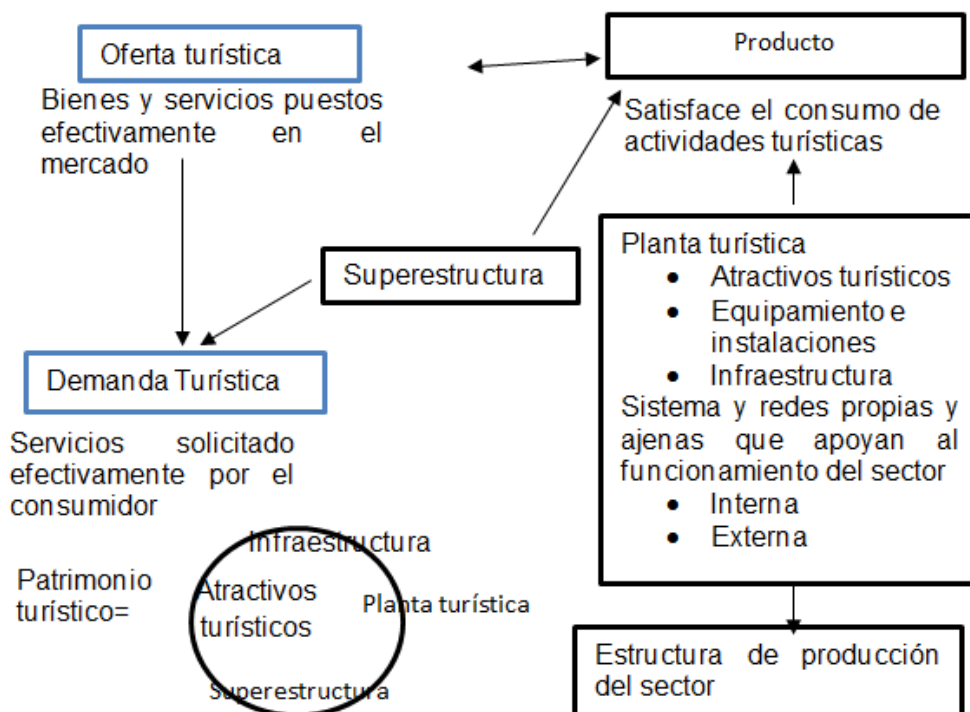 Oferta turística
Bienes y servicios puestos
efectivamente en el
mercado
Producto
Satisface el consumo de
actividades turísticas
Superestructura
Planta turística
• Atractivos turísticos
• Equipamiento e
instalaciones
• Infraestructura
Sistema y redes propias y
ajenas que apoyan al
funcionamiento del sector
• Interna
• Externa
Demanda Turística
Servicios solicitado
efectivamente por el
consumidor
Patrimonio
turístico=
Infraestructura
Atractivos
turísticos
Planta turística
Superestructura
Estructura de producción
del sector